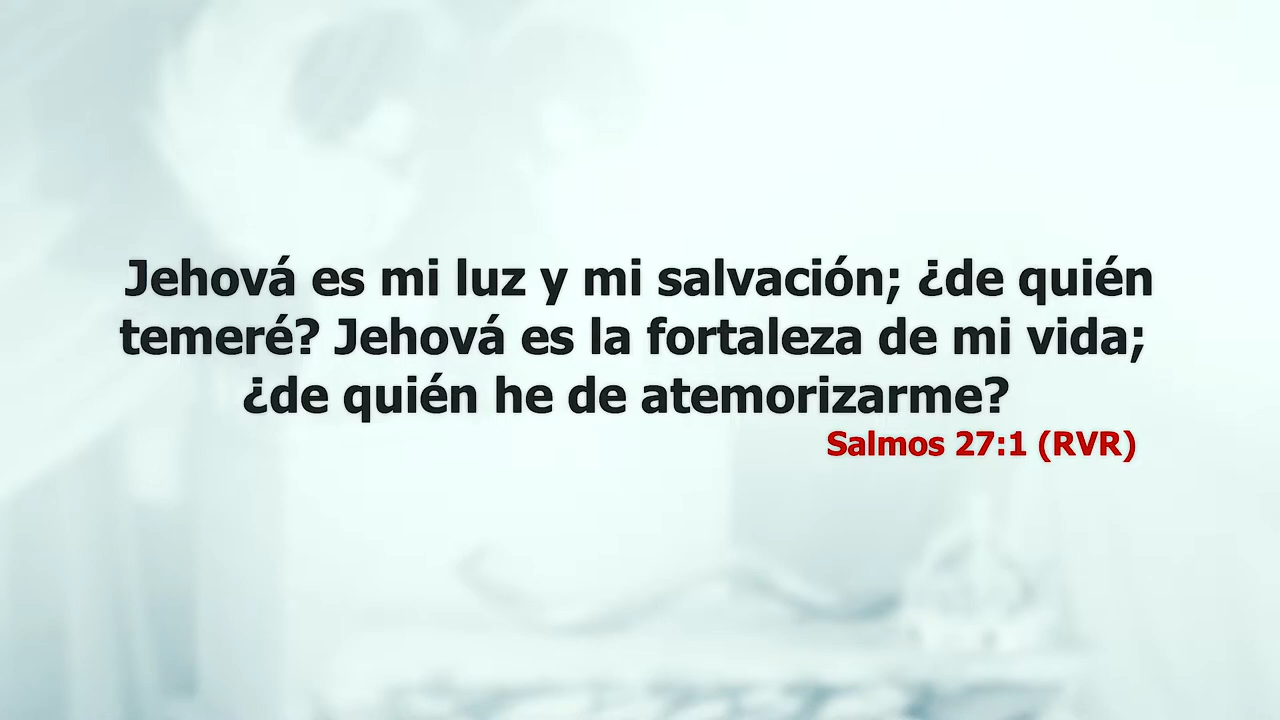 Jehová es mi luz y mi salvación; ¿de quién
temeré? Jehová es la fortaleza de mi vida;
¿de quién he de atemorizarme?
Salmos 27:1 (RVR)